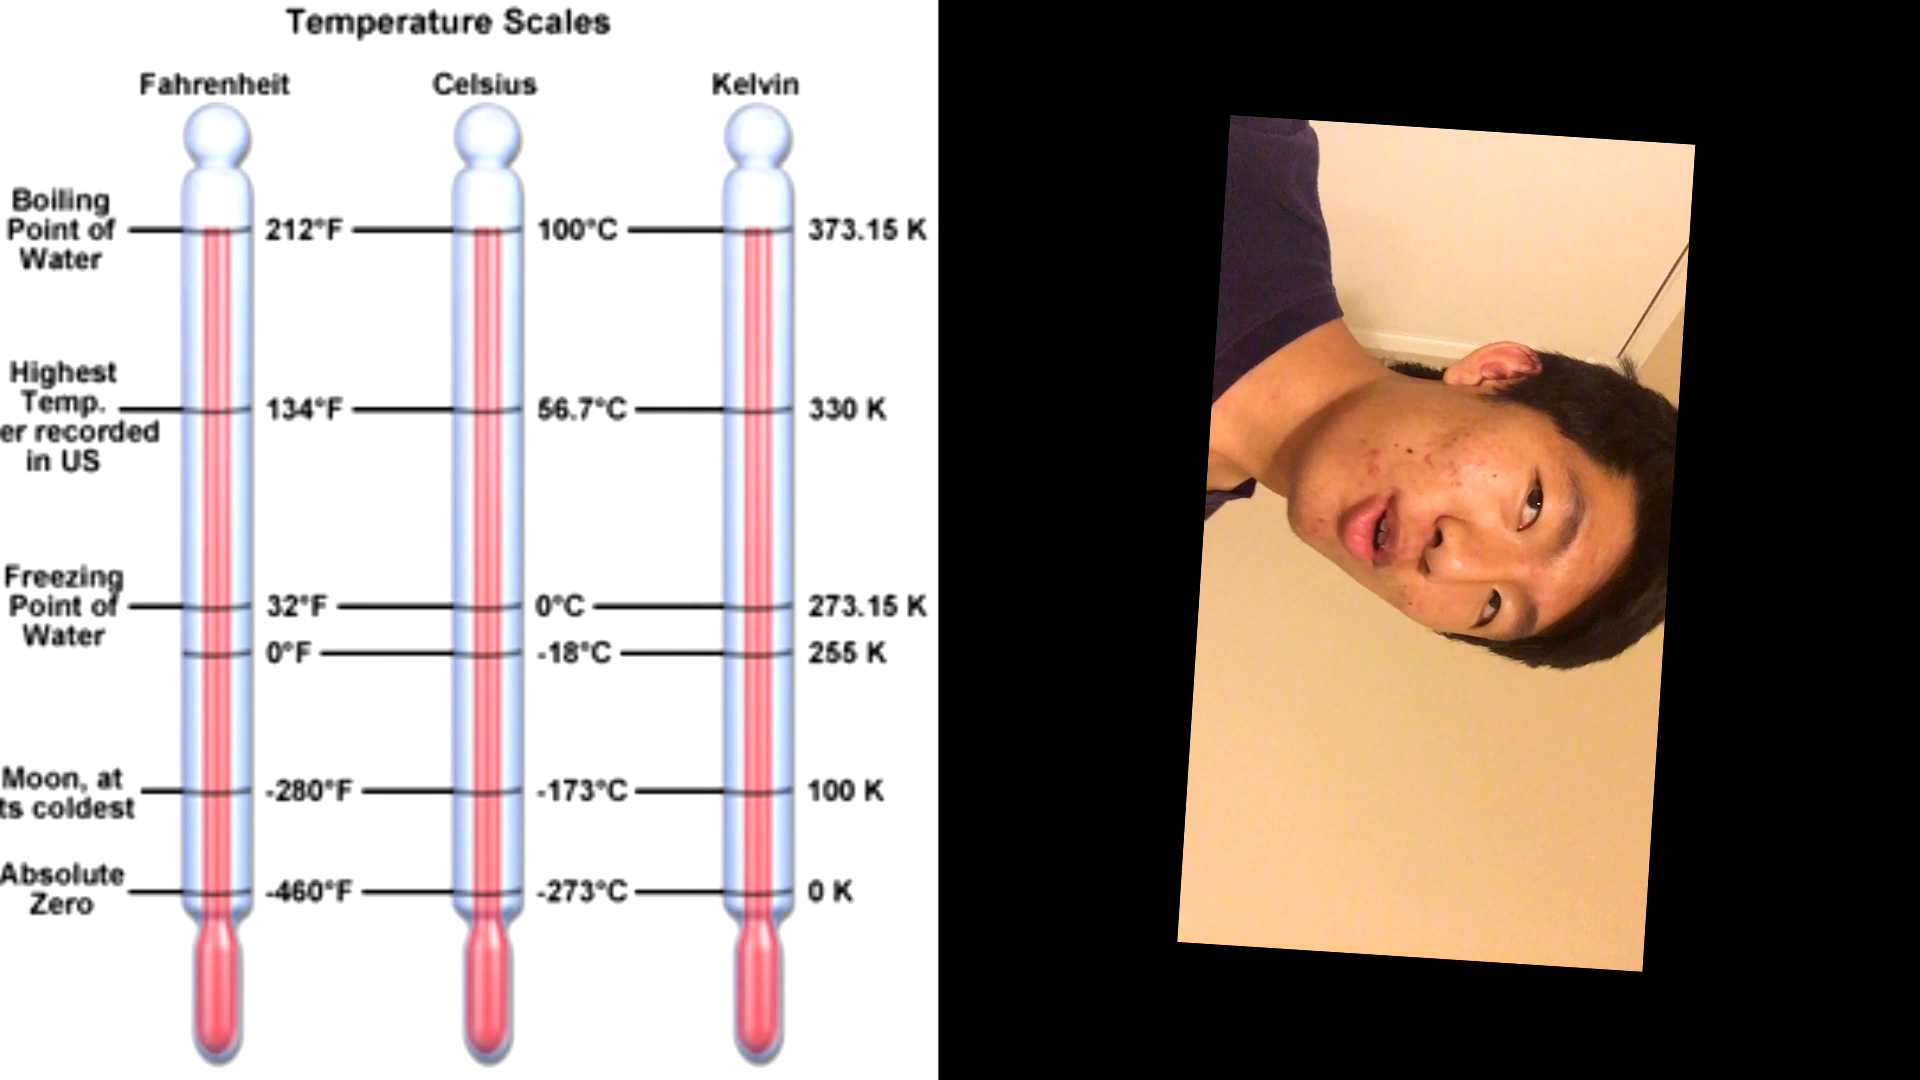 Temperature Scales
Fahrenheit Celsius Kelvin
Boiling
Point of
Water
212°F 100°C 373.15 K
Highest
Temp.
er recorded
in US
134°F 56.7°C 330 K
Freezing
Point of
Water
32°F 0°C 273.15 K
0°F -18°C 255 K
Moon, at
ts coldest
-280°F -173°C 100 K
Absolute
Zero
-460°F -273°C 0 K